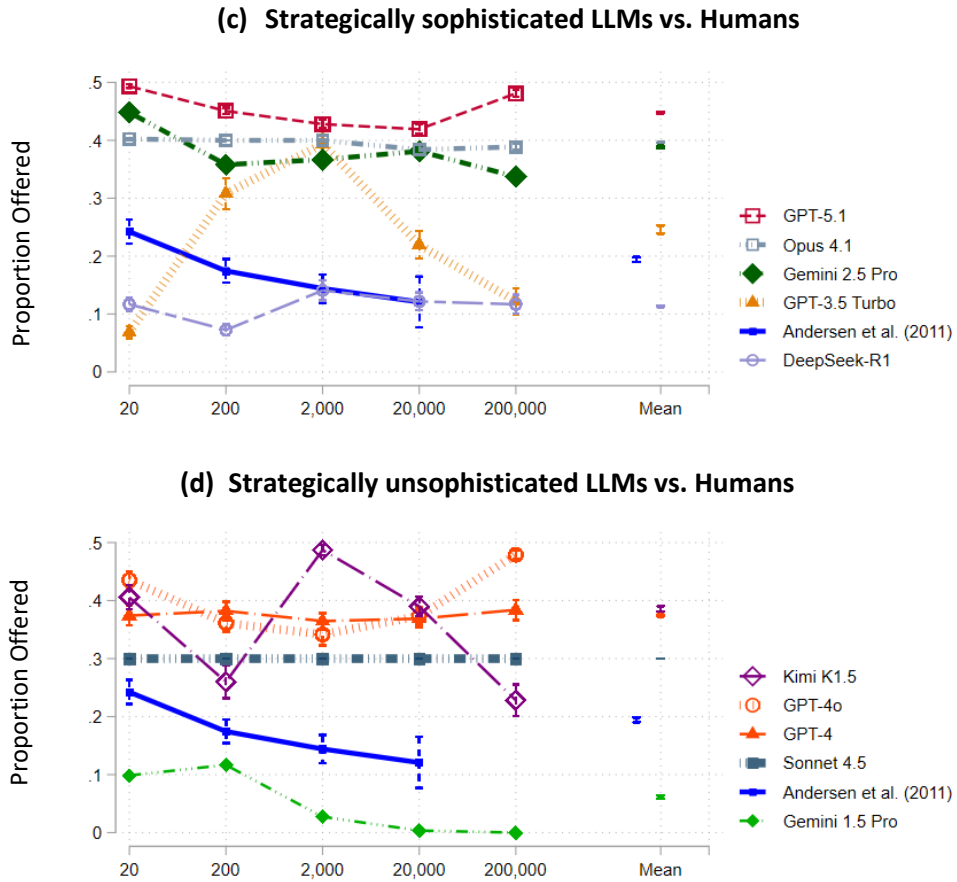 (c) Strategically sophisticated LLMs vs. Humans
Proportion Offered
.5
.4
.3
.2
.1
0
20 200 2,000 20,000 200,000 Mean
GPT-5.1
Opus 4.1
Gemini 2.5 Pro
GPT-3.5 Turbo
Andersen et al. (2011)
DeepSeek-R1
(d) Strategically unsophisticated LLMs vs. Humans
Proportion Offered
.5
.4
.3
.2
.1
0
20 200 2,000 20,000 200,000 Mean
Kimi K1.5
GPT-4o
GPT-4
Sonnet 4.5
Andersen et al. (2011)
Gemini 1.5 Pro